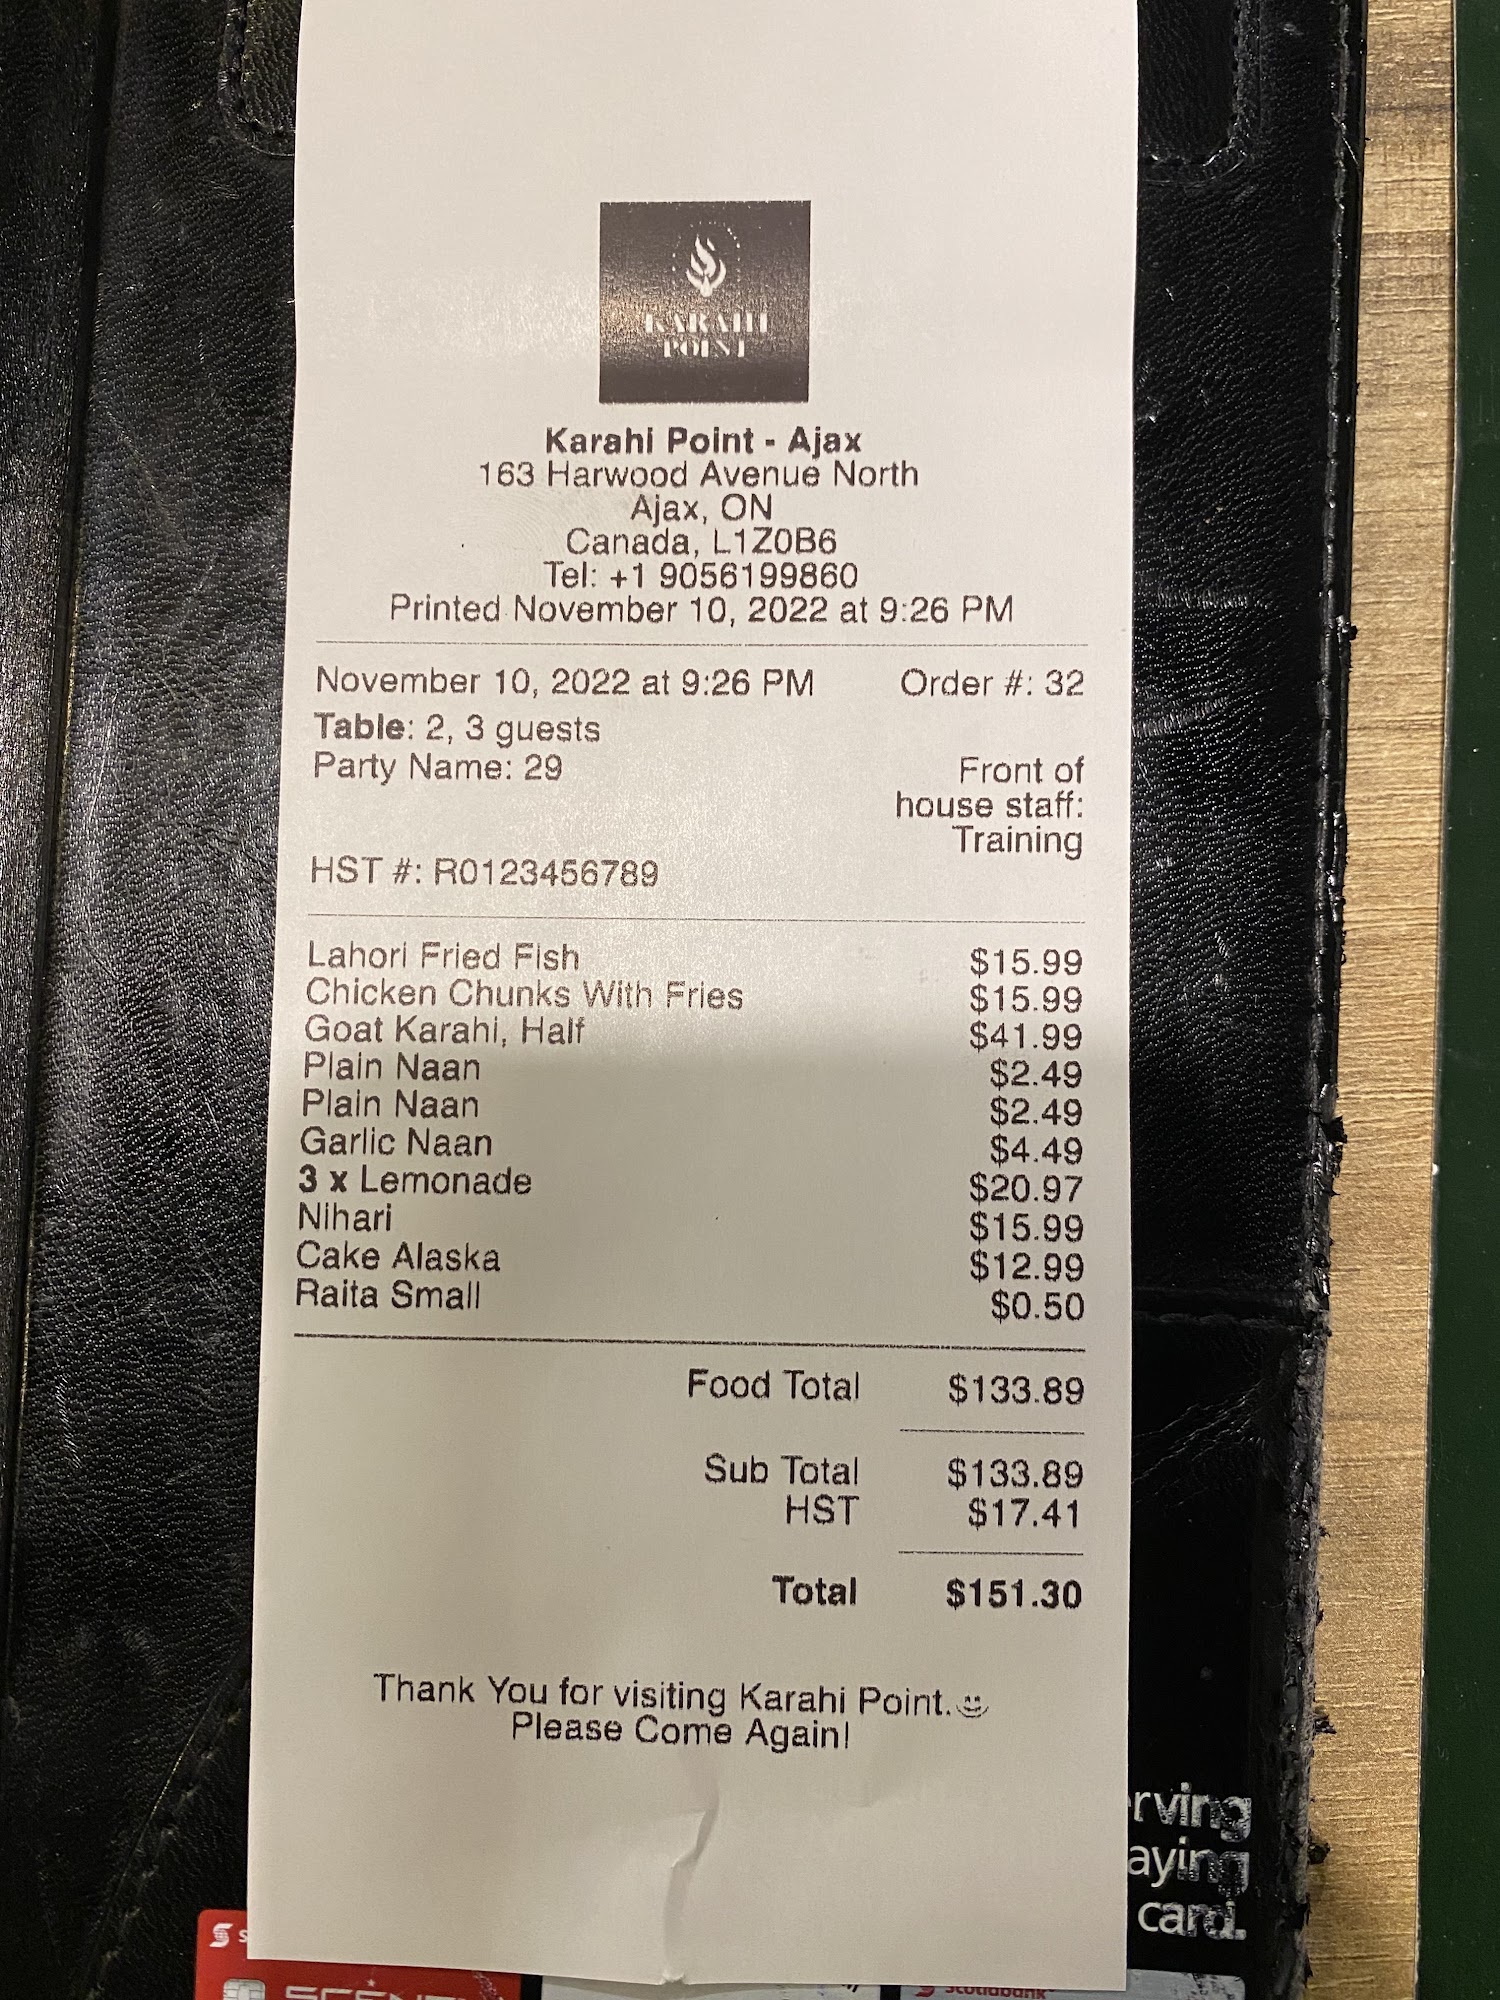 KARAHI
POINT
Karahi Point - Ajax
163 Harwood Avenue North
Ajax, ON
Canada, L1Z0B6
Tel: +1 9056199860
Printed November 10, 2022 at 9:26 PM
November 10, 2022 at 9:26 PM Order #: 32
Table: 2, 3 guests
Party Name: 29
Front of
house staff:
Training
HST #: R0123456789
Lahori Fried Fish $15.99
Chicken Chunks With Fries $15.99
Goat Karahi, Half $41.99
Plain Naan $2.49
Plain Naan $2.49
Garlic Naan $4.49
3 x Lemonade $20.97
Nihari $15.99
Cake Alaska $12.99
Raita Small $0.50
Food Total $133.89
Sub Total $133.89
HST $17.41
Total $151.30
Thank You for visiting Karahi Point.
Please Come Again!
rving
aying
card.
Scotiabank